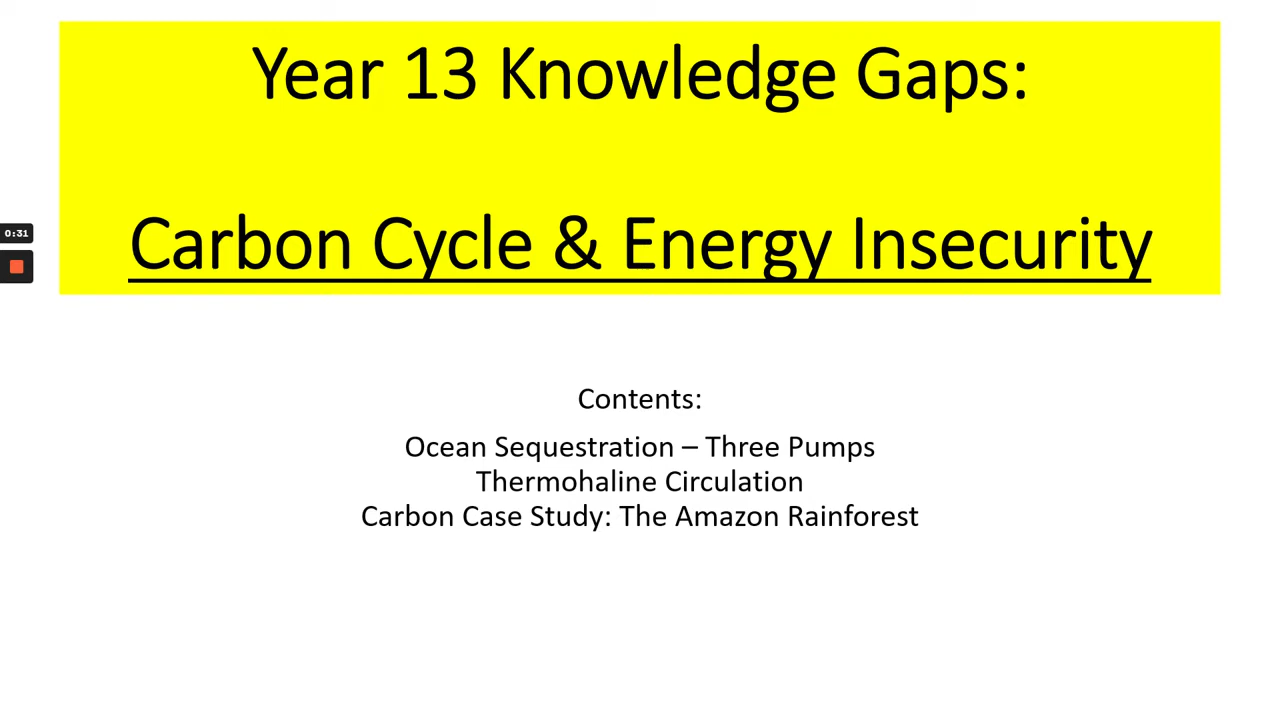 Year 13 Knowledge Gaps:
Carbon Cycle & Energy Insecurity
0:31
Contents:
Ocean Sequestration – Three Pumps
Thermohaline Circulation
Carbon Case Study: The Amazon Rainforest